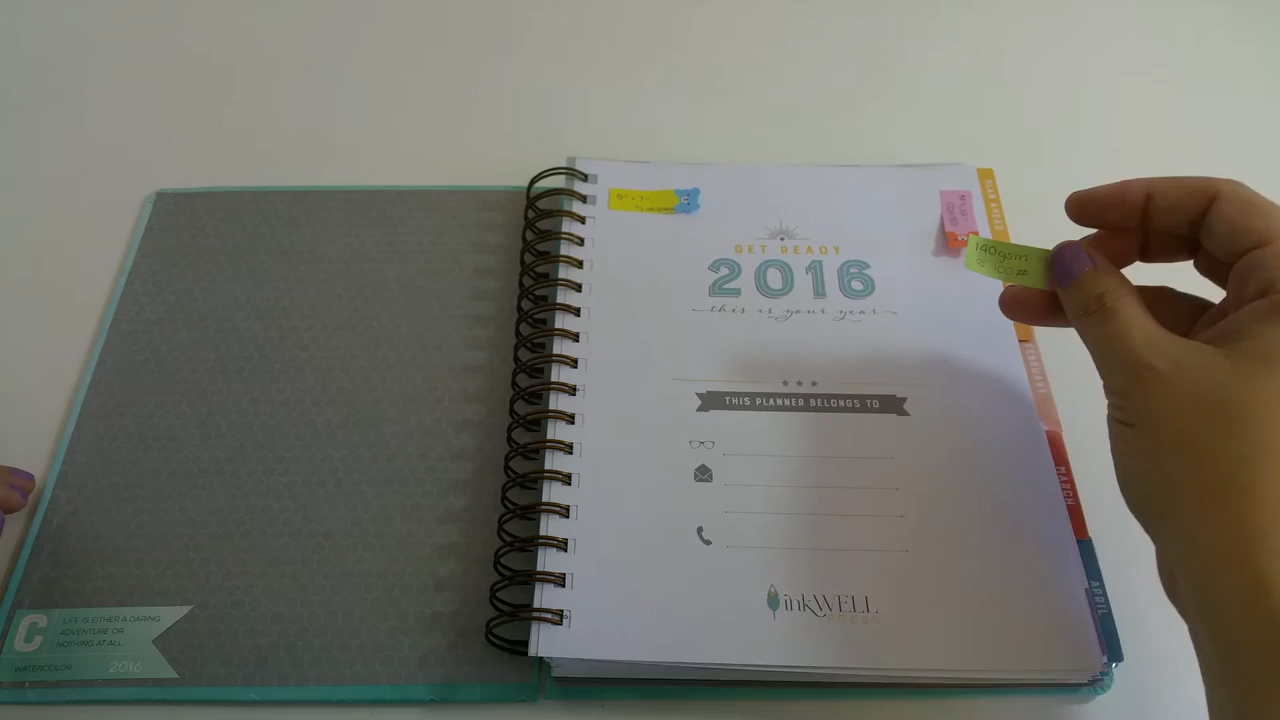 GET READY
2016
this is your year
THIS PLANNER BELONGS TO
inkWELL
PRESS
PLAN AHEAD
FEBRUARY
MARCH
APRIL
140gsm
C
LIFE IS EITHER A DARING
ADVENTURE OR
NOTHING AT ALL
WATERCOLOR 2016